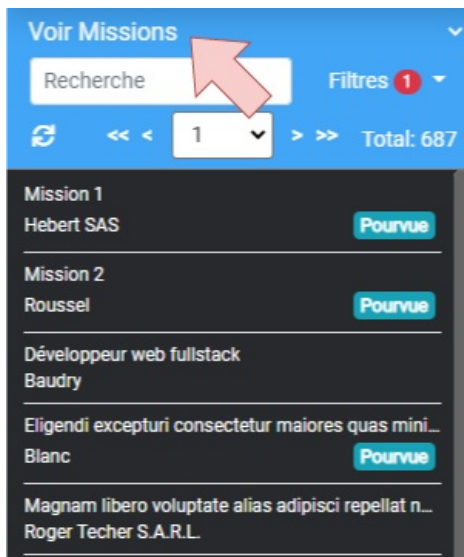 Voir Missions
Recherche Filtres 1
<< < 1 > >> Total: 687
Mission 1
Hebert SAS Pourvue
Mission 2
Roussel Pourvue
Développeur web fullstack
Baudry
Eligendi excepturi consectetur maiores quas mini...
Blanc Pourvue
Magnam libero voluptate alias adipisci repellat n...
Roger Techer S.A.R.L.